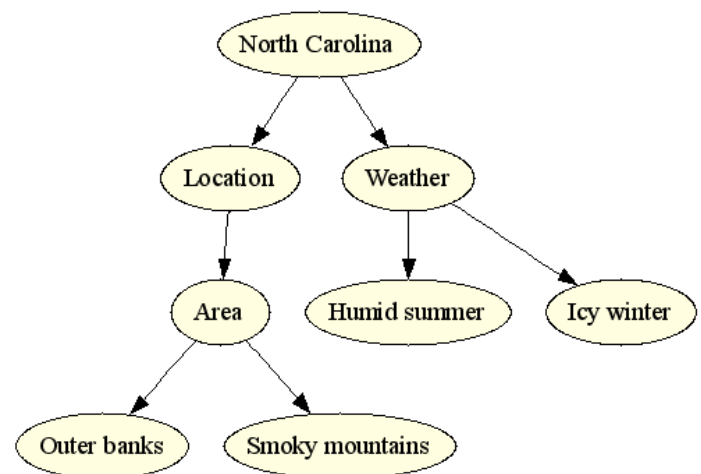 North Carolina
Location
Weather
Area
Humid summer
Icy winter
Outer banks
Smoky mountains